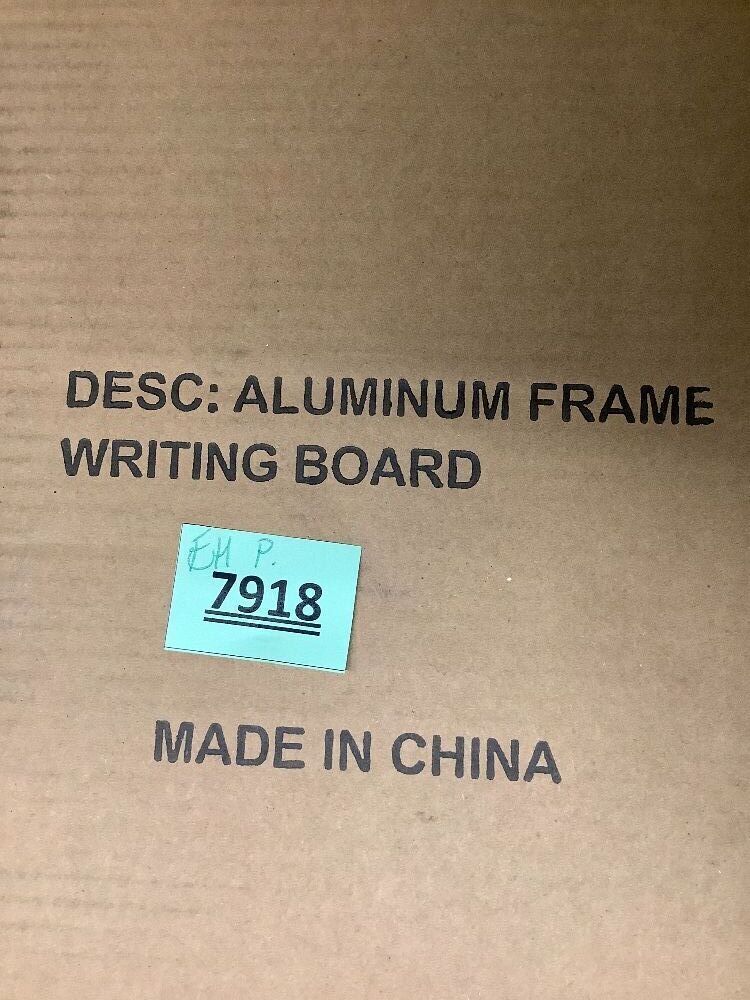 DESC: ALUMINUM FRAME
WRITING BOARD
EH P.
7918
MADE IN CHINA